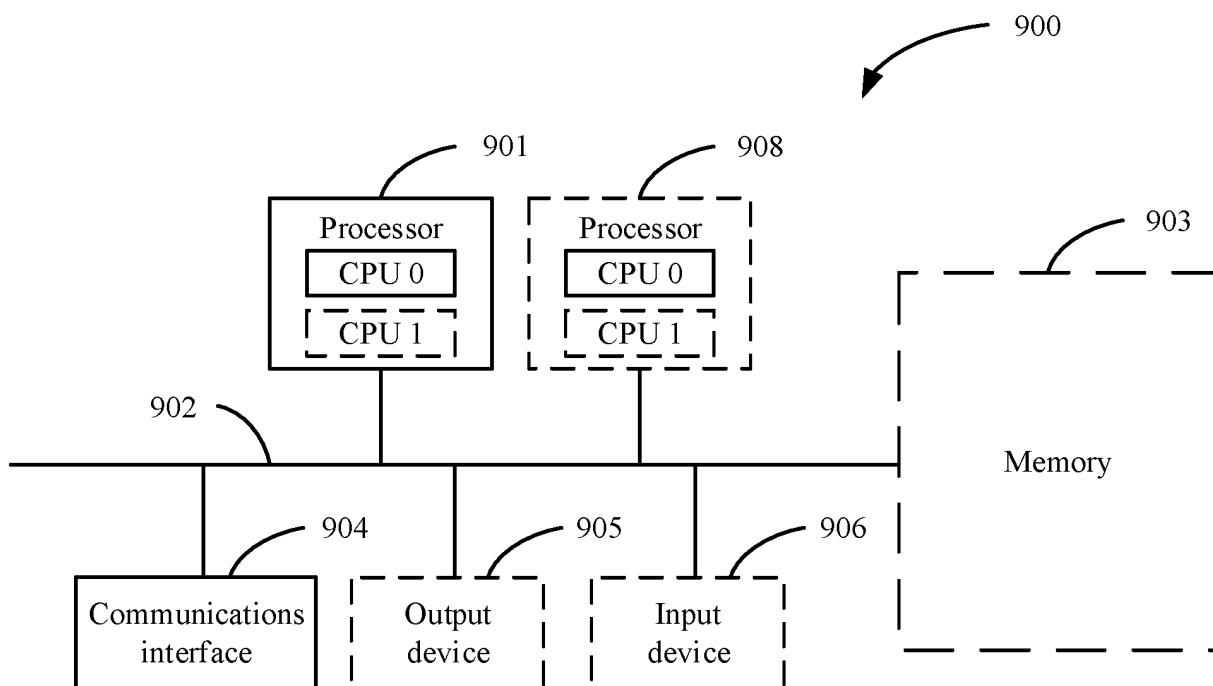 900
901
908
Processor
CPU 0
CPU 1
Processor
CPU 0
CPU 1
903
902
Memory
904
905
906
Communications
interface
Output
device
Input
device